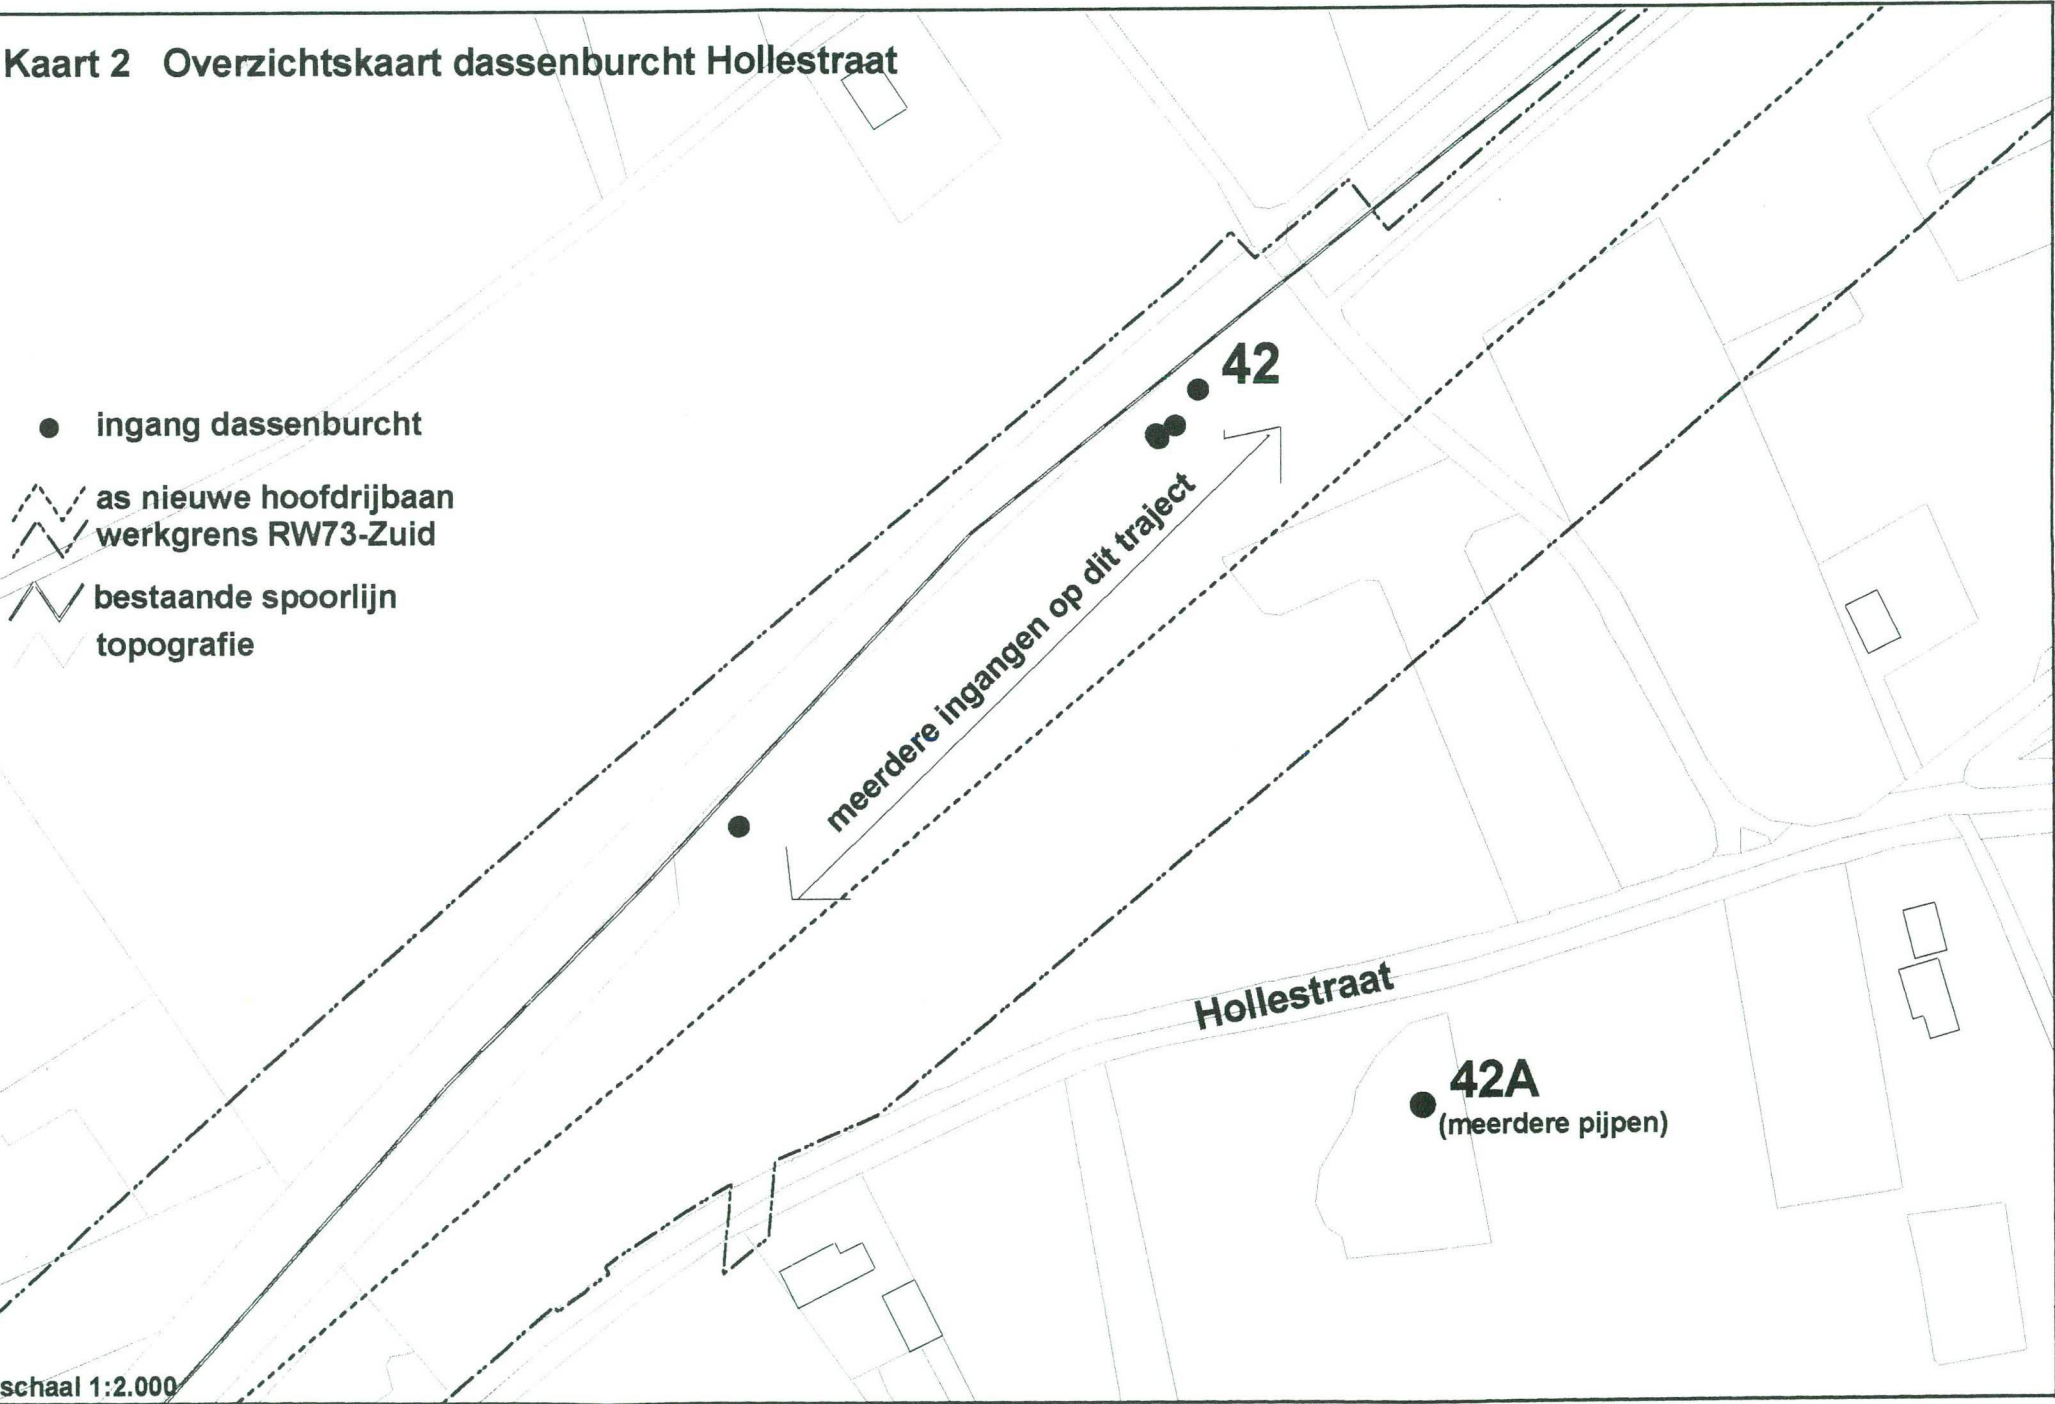 Kaart 2 Overzichtskaart dassenburcht Hollestraat
42
ingang dassenburcht
as nieuwe hoofdrijbaan
werkgrens RW73-Zuid
bestaande spoorlijn
topografie
meerdere ingangen op dit traject
Hollestraat
42A
(meerdere pijpen)
schaal 1:2.000